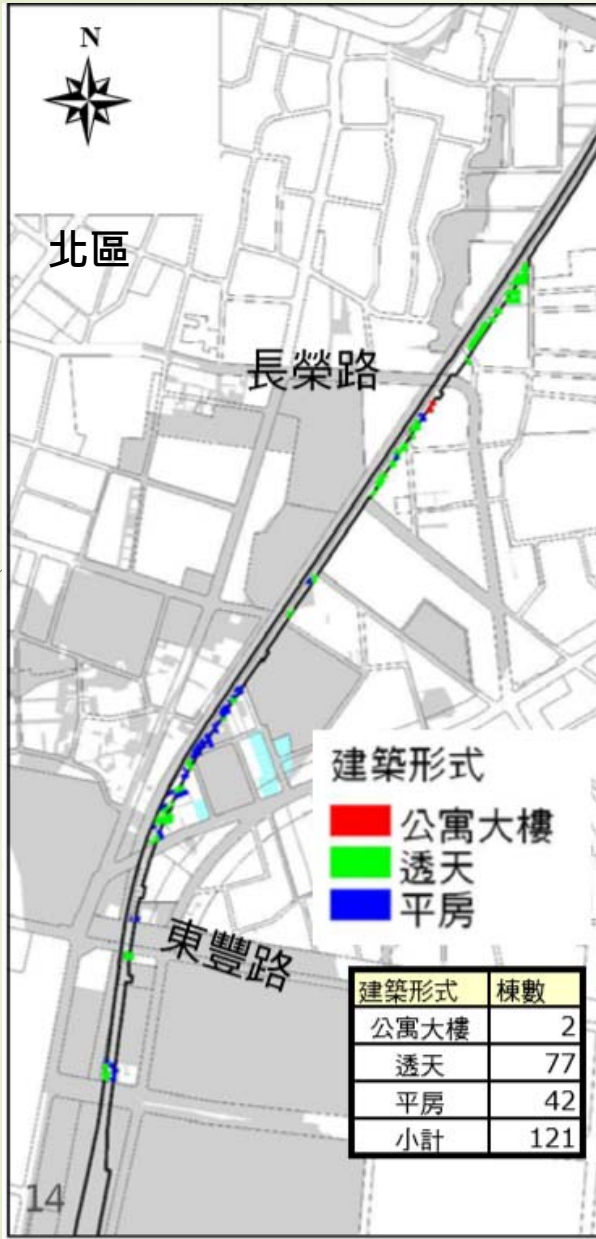 N
北區
長榮路
建築形式
公寓大樓
透天
平房
東豐路
建築形式 棟數
公寓大樓 2
透天 77
平房 42
小計 121
14